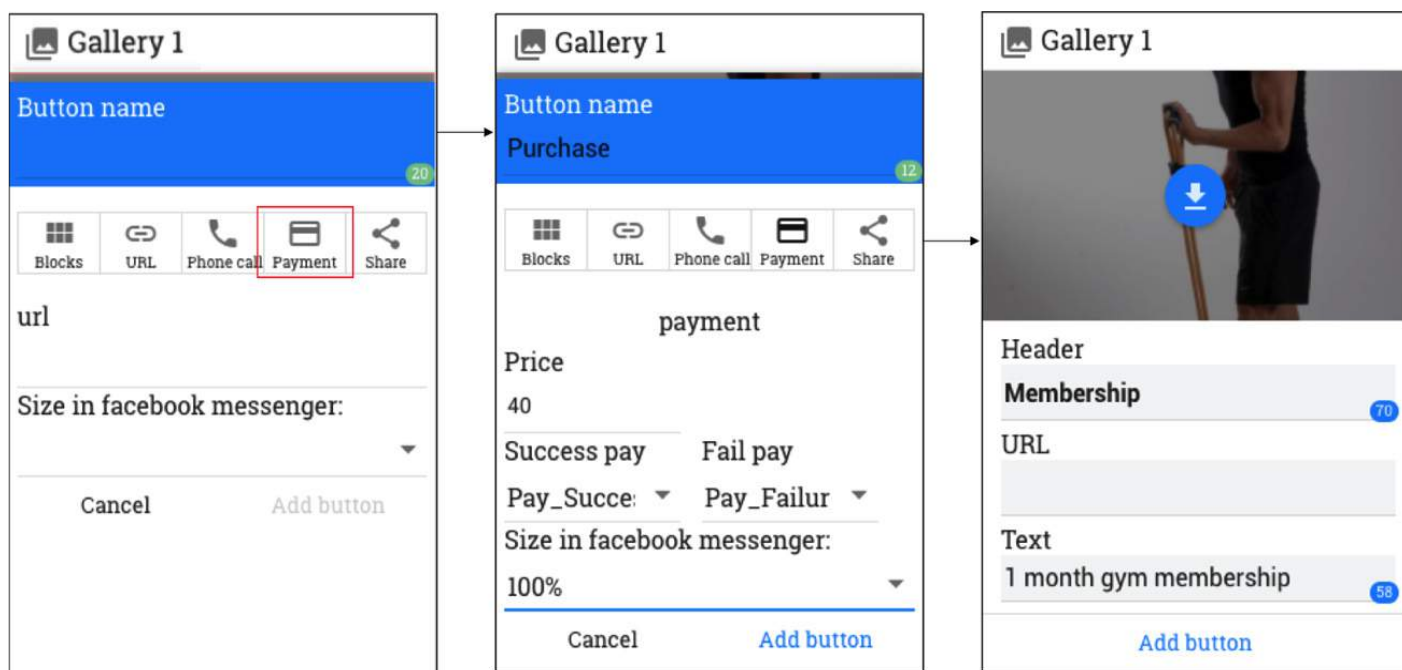 Gallery 1
Button name
20
Blocks URL Phone call Payment Share
url
Size in facebook messenger:
Cancel Add button
Gallery 1
Button name
Purchase
12
Blocks URL Phone call Payment Share
payment
Price
40
Success pay Fail pay
Pay_Succe Pay_Failur
Size in facebook messenger:
100%
Cancel Add button
Gallery 1
Header
Membership
70
URL
Text
1 month gym membership
58
Add button